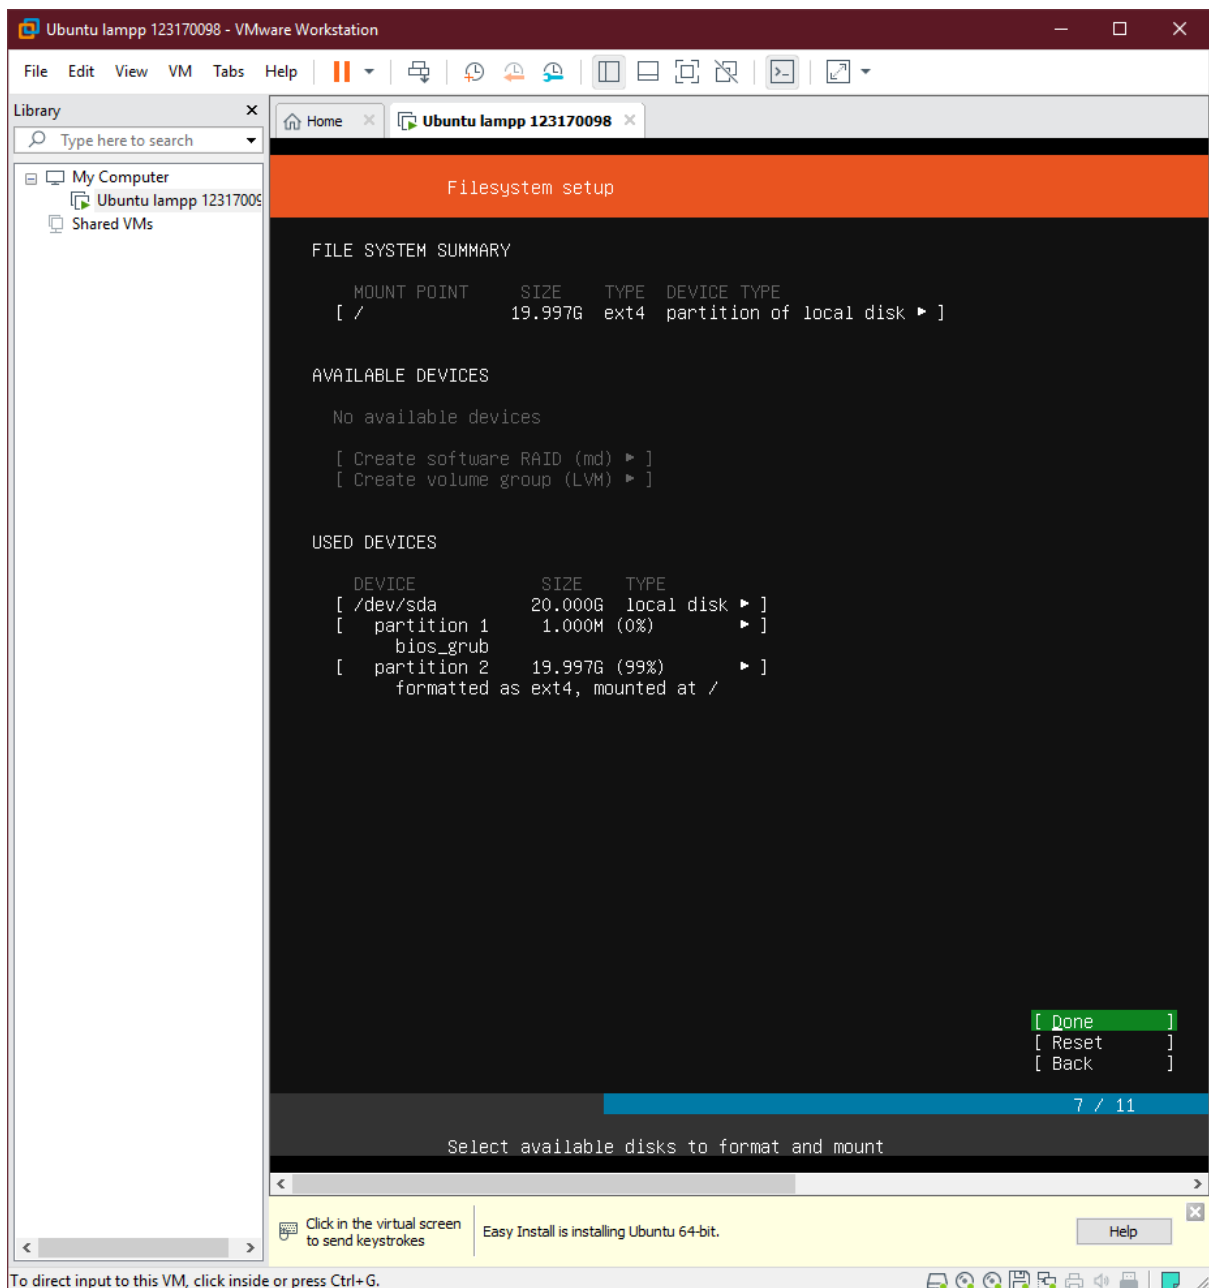 Ubuntu lampp 123170098 - VMware Workstation
File Edit View VM Tabs Help
Library
Type here to search
My Computer
Ubuntu lampp 12317009
Shared VMs
Home
Ubuntu lampp 123170098
Filesystem setup
FILE SYSTEM SUMMARY
MOUNT POINT SIZE TYPE DEVICE TYPE
[ / 19.997G ext4 partition of local disk ▸ ]
AVAILABLE DEVICES
No available devices
[ Create software RAID (md) ▸ ]
[ Create volume group (LVM) ▸ ]
USED DEVICES
DEVICE SIZE TYPE
[ /dev/sda 20.000G local disk ▸ ]
[ partition 1 1.000M (0%) ▸ ]
bios_grub
[ partition 2 19.997G (99%) ▸ ]
formatted as ext4, mounted at /
[ Done ]
[ Reset ]
[ Back ]
7 / 11
Select available disks to format and mount
Click in the virtual screen
to send keystrokes
Easy Install is installing Ubuntu 64-bit.
Help
To direct input to this VM, click inside or press Ctrl+G.